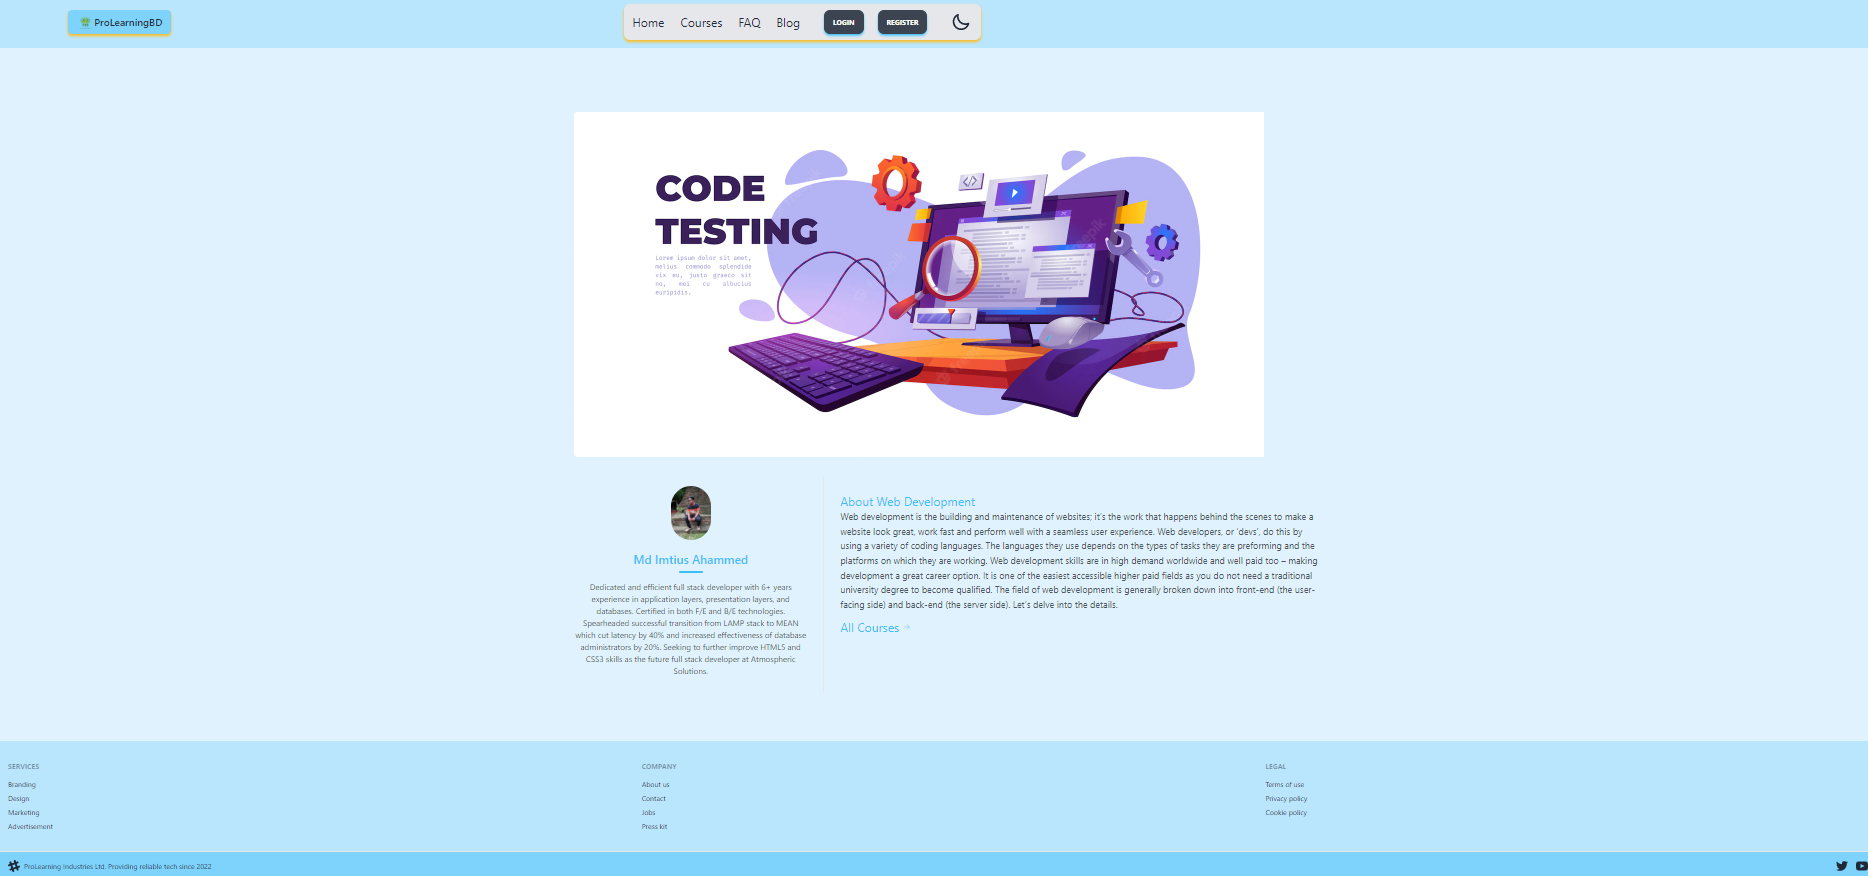 ProLearningBD
Home Courses FAQ Blog LOGIN REGISTER
CODE
TESTING
Lorem ipsum dolor sit amet,
melius commodo splendide
vix eu, justo graeco sit
no, mei cu albucius
euripidis.
Md Imtius Ahammed
Dedicated and efficient full stack developer with 6+ years
experience in application layers, presentation layers, and
databases. Certified in both F/E and B/E technologies.
Spearheaded successful transition from LAMP stack to MEAN
which cut latency by 40% and increased effectiveness of database
administrators by 20%. Seeking to further improve HTML5 and
CSS3 skills as the future full stack developer at Atmospheric
Solutions.
About Web Development
Web development is the building and maintenance of websites; it's the work that happens behind the scenes to make a
website look great, work fast and perform well with a seamless user experience. Web developers, or 'devs', do this by
using a variety of coding languages. The languages they use depends on the types of tasks they are preforming and the
platforms on which they are working. Web development skills are in high demand worldwide and well paid too – making
development a great career option. It is one of the easiest accessible higher paid fields as you do not need a traditional
university degree to become qualified. The field of web development is generally broken down into front-end (the user-
facing side) and back-end (the server side). Let's delve into the details.
All Courses
SERVICES
Branding
Design
Marketing
Advertisement
COMPANY
About us
Contact
Jobs
Press kit
LEGAL
Terms of use
Privacy policy
Cookie policy
ProLearning Industries Ltd. Providing reliable tech since 2022